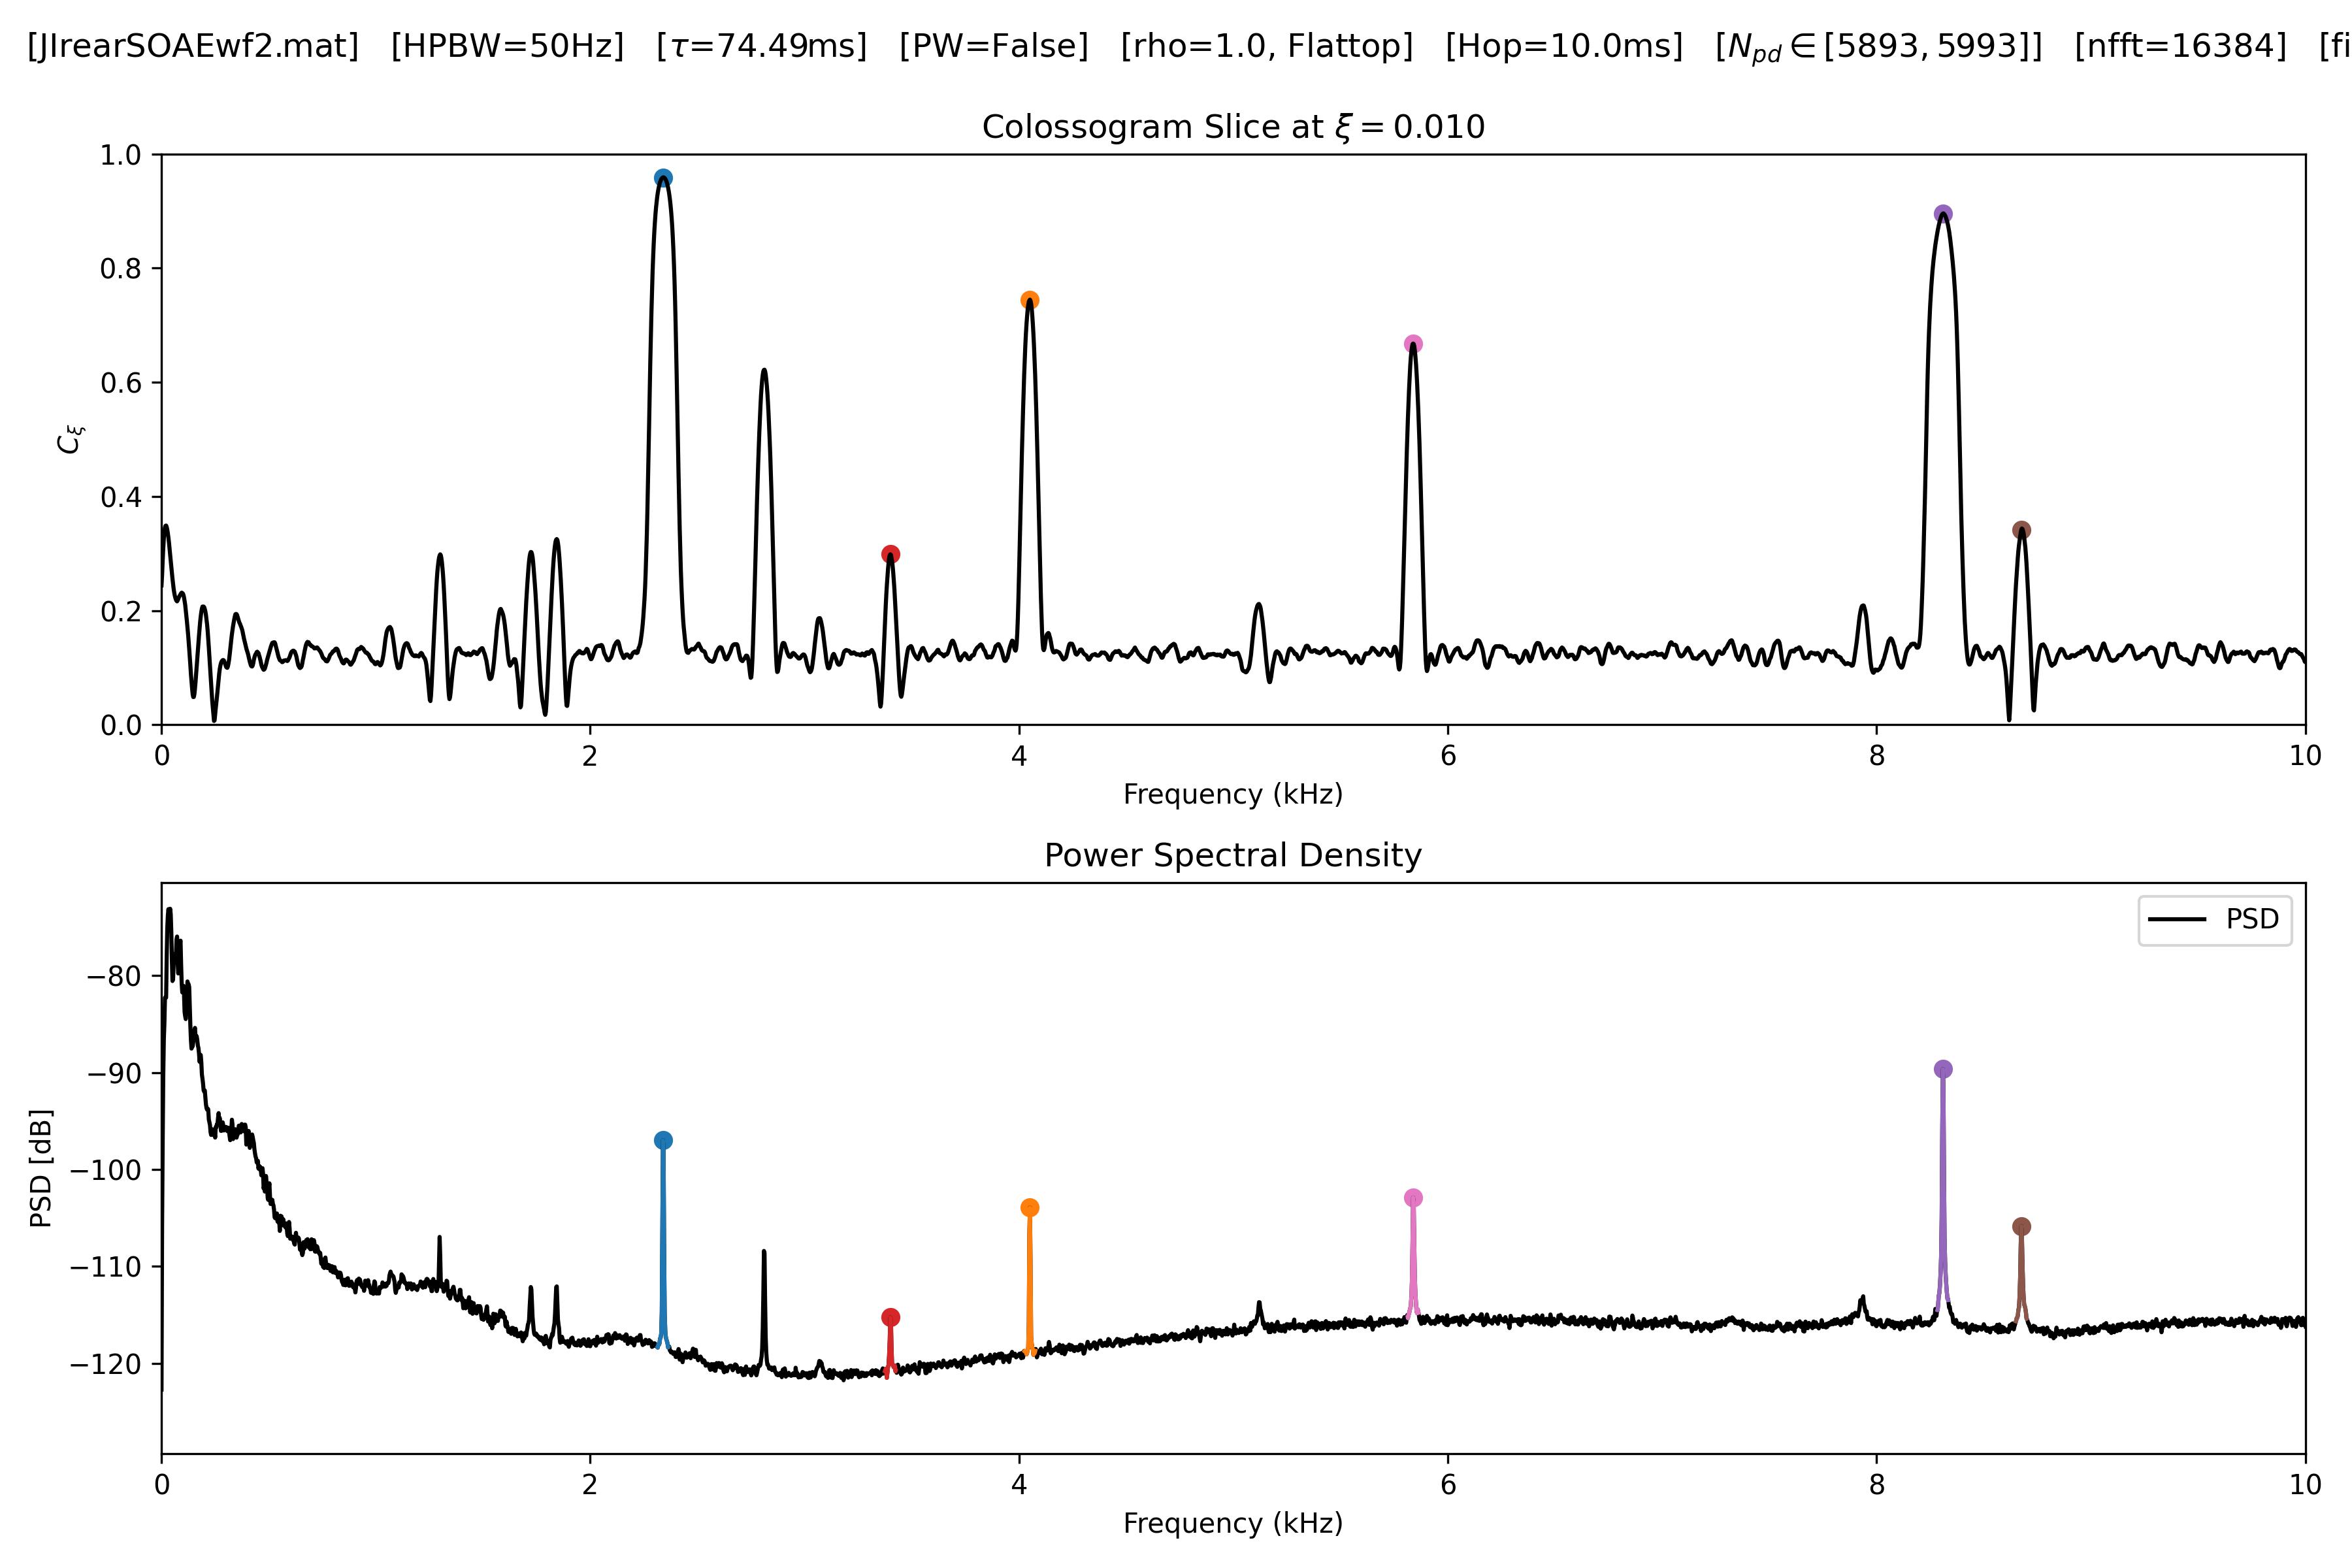 [JIrearSOAEwf2.mat] [HPBW=50Hz] [τ=74.49ms] [PW=False] [rho=1.0, Flattop] [Hop=10.0ms] [N_pd ∈ [5893, 5993]] [nfft=16384] [fi
Colossogram Slice at ξ = 0.010
1.0
0.8
0.6
0.4
0.2
0.0
C_ξ
0 2 4 6 8 10
Frequency (kHz)
Power Spectral Density
PSD
−80
−90
−100
−110
−120
PSD [dB]
0 2 4 6 8 10
Frequency (kHz)